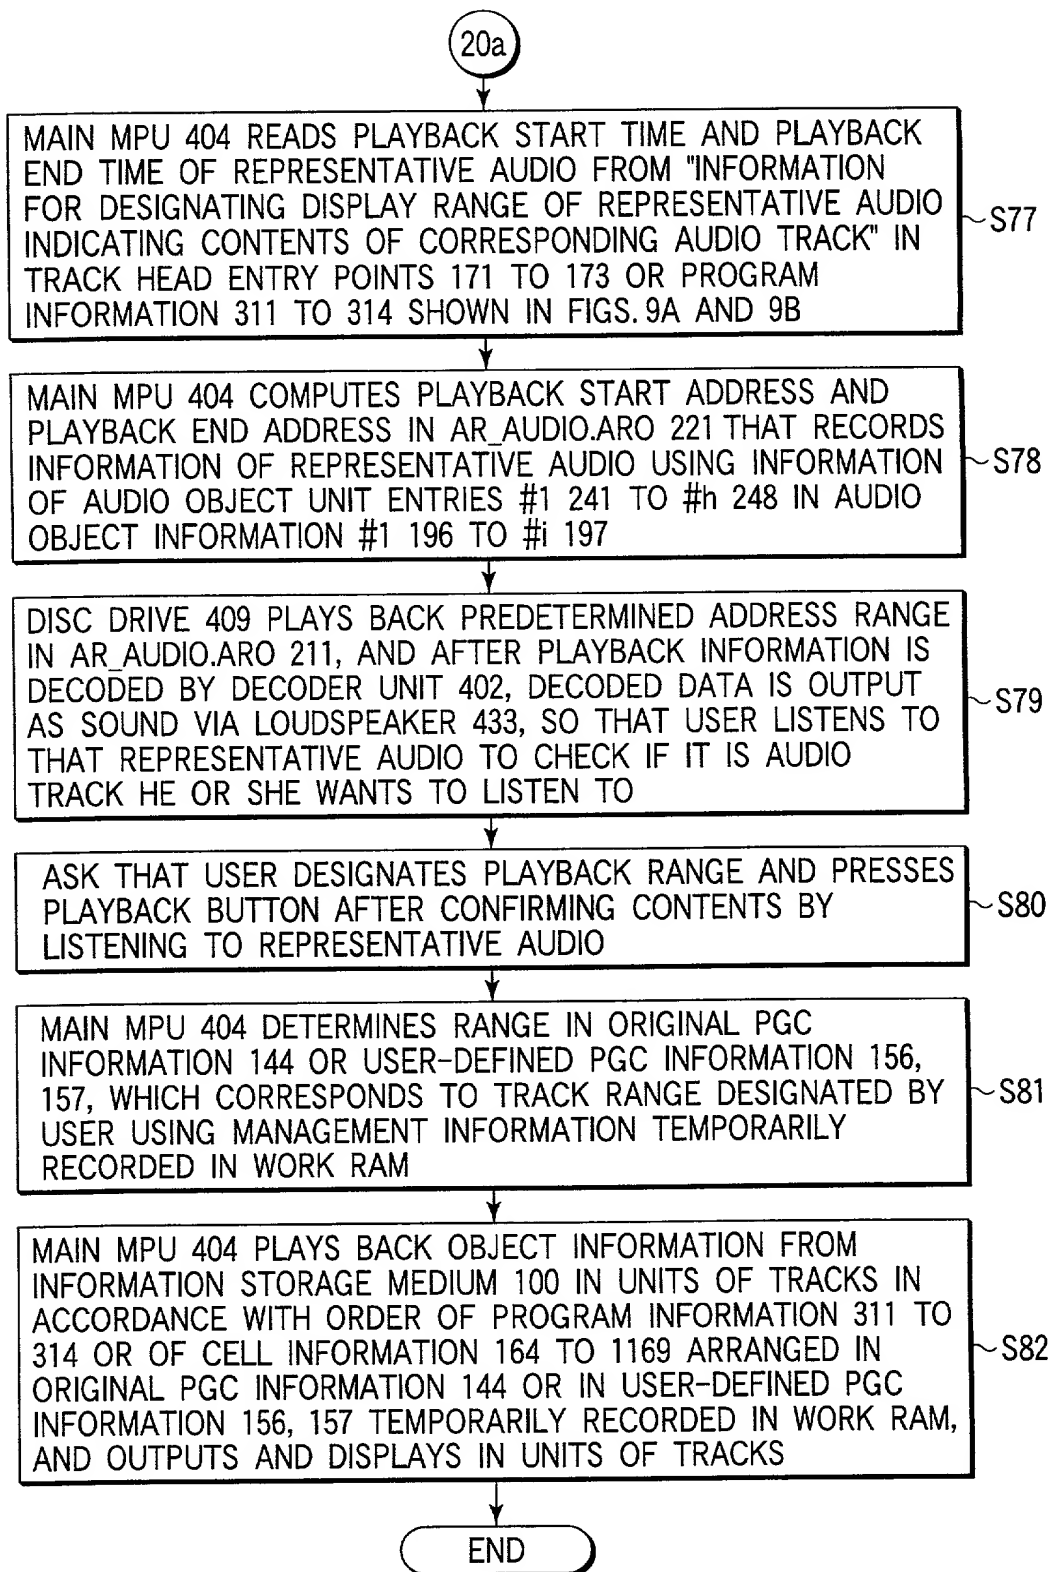 20a
MAIN MPU 404 READS PLAYBACK START TIME AND PLAYBACK
END TIME OF REPRESENTATIVE AUDIO FROM "INFORMATION
FOR DESIGNATING DISPLAY RANGE OF REPRESENTATIVE AUDIO
INDICATING CONTENTS OF CORRESPONDING AUDIO TRACK" IN
TRACK HEAD ENTRY POINTS 171 TO 173 OR PROGRAM
INFORMATION 311 TO 314 SHOWN IN FIGS. 9A AND 9B
S77
MAIN MPU 404 COMPUTES PLAYBACK START ADDRESS AND
PLAYBACK END ADDRESS IN AR_AUDIO.ARO 221 THAT RECORDS
INFORMATION OF REPRESENTATIVE AUDIO USING INFORMATION
OF AUDIO OBJECT UNIT ENTRIES #1 241 TO #h 248 IN AUDIO
OBJECT INFORMATION #1 196 TO #i 197
S78
DISC DRIVE 409 PLAYS BACK PREDETERMINED ADDRESS RANGE
IN AR_AUDIO.ARO 211, AND AFTER PLAYBACK INFORMATION IS
DECODED BY DECODER UNIT 402, DECODED DATA IS OUTPUT
AS SOUND VIA LOUDSPEAKER 433, SO THAT USER LISTENS TO
THAT REPRESENTATIVE AUDIO TO CHECK IF IT IS AUDIO
TRACK HE OR SHE WANTS TO LISTEN TO
S79
ASK THAT USER DESIGNATES PLAYBACK RANGE AND PRESSES
PLAYBACK BUTTON AFTER CONFIRMING CONTENTS BY
LISTENING TO REPRESENTATIVE AUDIO
S80
MAIN MPU 404 DETERMINES RANGE IN ORIGINAL PGC
INFORMATION 144 OR USER-DEFINED PGC INFORMATION 156,
157, WHICH CORRESPONDS TO TRACK RANGE DESIGNATED BY
USER USING MANAGEMENT INFORMATION TEMPORARILY
RECORDED IN WORK RAM
S81
MAIN MPU 404 PLAYS BACK OBJECT INFORMATION FROM
INFORMATION STORAGE MEDIUM 100 IN UNITS OF TRACKS IN
ACCORDANCE WITH ORDER OF PROGRAM INFORMATION 311 TO
314 OR OF CELL INFORMATION 164 TO 1169 ARRANGED IN
ORIGINAL PGC INFORMATION 144 OR IN USER-DEFINED PGC
INFORMATION 156, 157 TEMPORARILY RECORDED IN WORK RAM,
AND OUTPUTS AND DISPLAYS IN UNITS OF TRACKS
S82
END